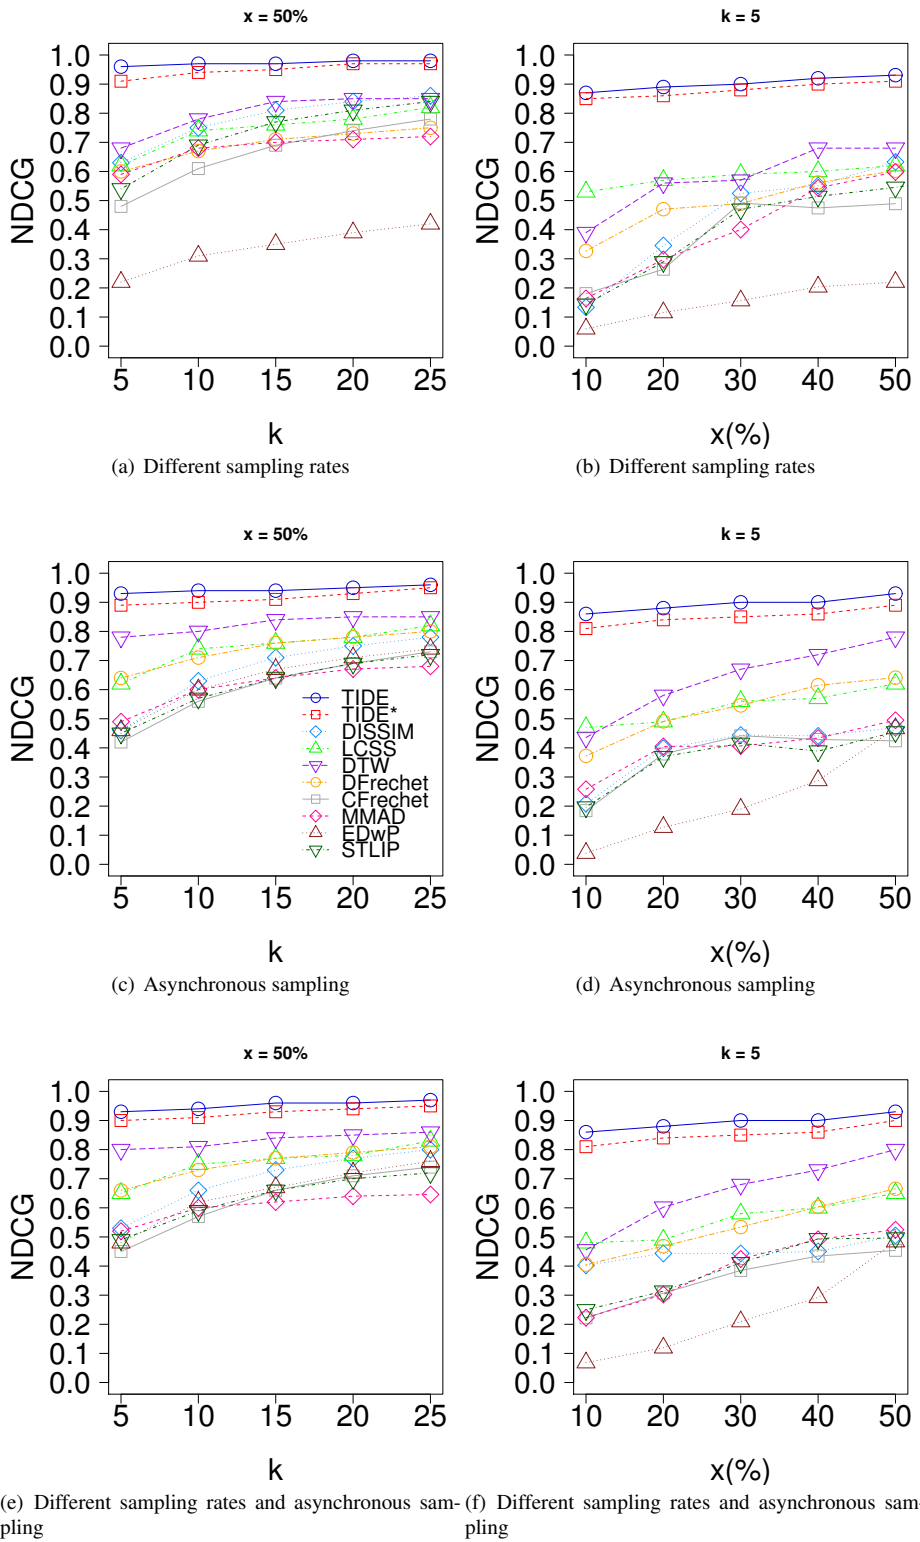 x = 50%
NDCG
1.0
0.9
0.8
0.7
0.6
0.5
0.4
0.3
0.2
0.1
0.0
5 10 15 20 25
k
(a) Different sampling rates
k = 5
NDCG
1.0
0.9
0.8
0.7
0.6
0.5
0.4
0.3
0.2
0.1
0.0
10 20 30 40 50
x(%)
(b) Different sampling rates
x = 50%
NDCG
1.0
0.9
0.8
0.7
0.6
0.5
0.4
0.3
0.2
0.1
0.0
TIDE
TIDE*
DISSIM
LCSS
DTW
DFrechet
CFrechet
MMAD
EDwP
STLIP
5 10 15 20 25
k
(c) Asynchronous sampling
k = 5
NDCG
1.0
0.9
0.8
0.7
0.6
0.5
0.4
0.3
0.2
0.1
0.0
10 20 30 40 50
x(%)
(d) Asynchronous sampling
x = 50%
NDCG
1.0
0.9
0.8
0.7
0.6
0.5
0.4
0.3
0.2
0.1
0.0
5 10 15 20 25
k
(e) Different sampling rates and asynchronous sam-
pling
k = 5
NDCG
1.0
0.9
0.8
0.7
0.6
0.5
0.4
0.3
0.2
0.1
0.0
10 20 30 40 50
x(%)
(f) Different sampling rates and asynchronous sam-
pling